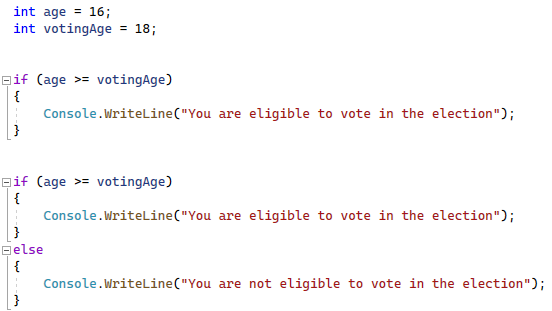 int age = 16;
int votingAge = 18;
if (age >= votingAge)
{
Console.WriteLine("You are eligible to vote in the election");
}
if (age >= votingAge)
{
Console.WriteLine("You are eligible to vote in the election");
}
else
{
Console.WriteLine("You are not eligible to vote in the election");
}